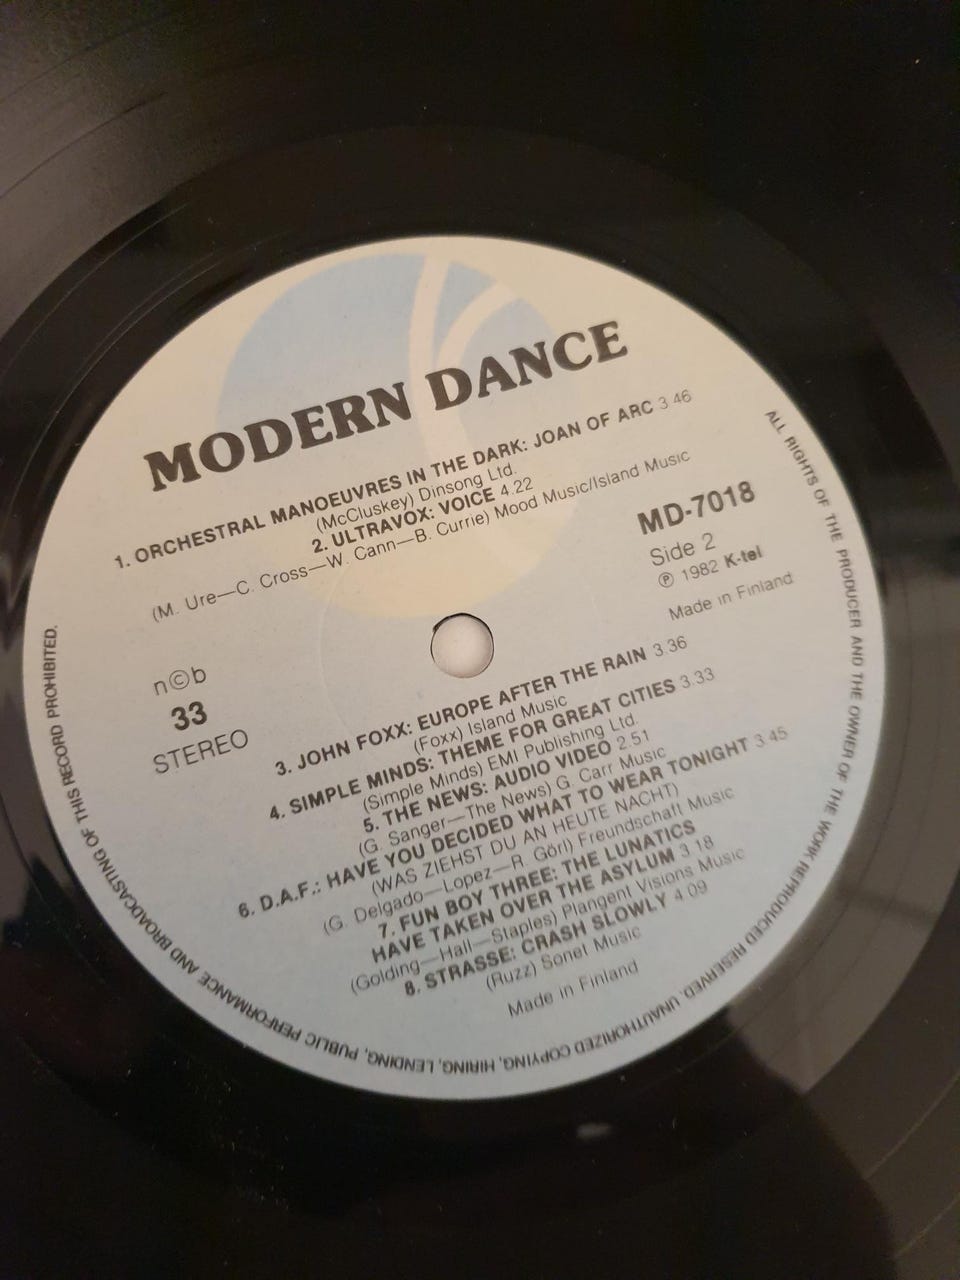 MODERN DANCE
1. ORCHESTRAL MANOEUVRES IN THE DARK: JOAN OF ARC 3.46
(McCluskey) Dinsong Ltd.
2. ULTRAVOX: VOICE 4.22
(M. Ure—C. Cross—W. Cann—B. Currie) Mood Music/Island Music
MD-7018
Side 2
Ⓟ 1982 K-tel
Made in Finland
n©b
33
STEREO
3. JOHN FOXX: EUROPE AFTER THE RAIN 3.36
(Foxx) Island Music
4. SIMPLE MINDS: THEME FOR GREAT CITIES 3.33
(Simple Minds) EMI Publishing Ltd.
5. THE NEWS: AUDIO VIDEO 2.51
(G. Sanger—The News) G. Carr Music
6. D.A.F.: HAVE YOU DECIDED WHAT TO WEAR TONIGHT 3.45
(WAS ZIEHST DU AN HEUTE NACHT)
(G. Delgado—Lopez—R. Görl) Freundschaft Music
7. FUN BOY THREE: THE LUNATICS
HAVE TAKEN OVER THE ASYLUM 3.18
(Golding—Hall—Staples) Plangent Visions Music
8. STRASSE: CRASH SLOWLY 4.09
(Ruzz) Sonet Music
Made in Finland
ALL RIGHTS OF THE PRODUCER AND THE OWNER OF THE WORK REPRODUCED RESERVED. UNAUTHORIZED COPYING, HIRING, LENDING, PUBLIC PERFORMANCE AND BROADCASTING OF THIS RECORD PROHIBITED.